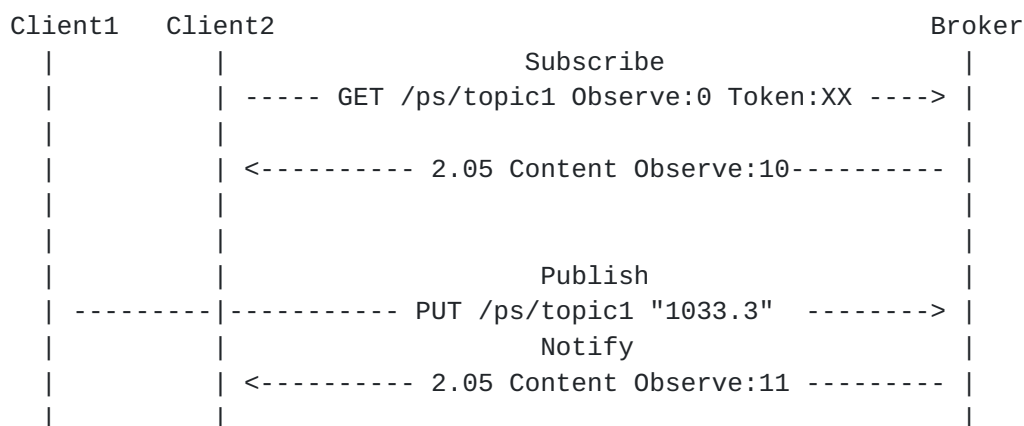 Client1   Client2                                          Broker
   |          |                   Subscribe                   |
   |          | ----- GET /ps/topic1 Observe:0 Token:XX ----> |
   |          |                                               |
   |          | <---------- 2.05 Content Observe:10---------- |
   |          |                                               |
   |          |                                               |
   |          |                    Publish                    |
   | ---------|----------- PUT /ps/topic1 "1033.3"  --------> |
   |          |                    Notify                     |
   |          | <---------- 2.05 Content Observe:11 --------- |
   |          |                                               |